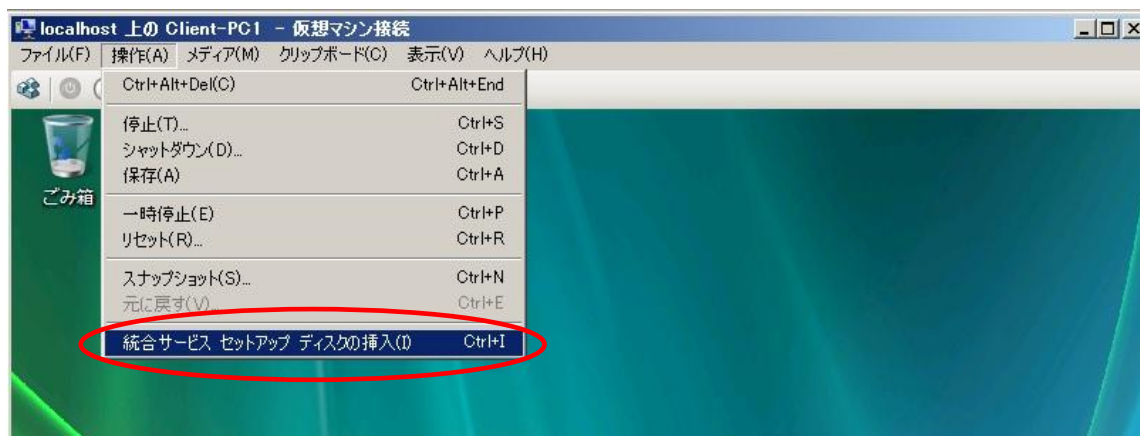 localhost 上の Client-PC1 - 仮想マシン接続
ファイル(F) 操作(A) メディア(M) クリップボード(C) 表示(V) ヘルプ(H)
Ctrl+Alt+Del(C) Ctrl+Alt+End
停止(T)... Ctrl+S
シャットダウン(D)... Ctrl+D
保存(A) Ctrl+A
一時停止(E) Ctrl+P
リセット(R)... Ctrl+R
スナップショット(S)... Ctrl+N
元に戻す(V)... Ctrl+E
統合サービス セットアップ ディスクの挿入(I) Ctrl+I
ごみ箱